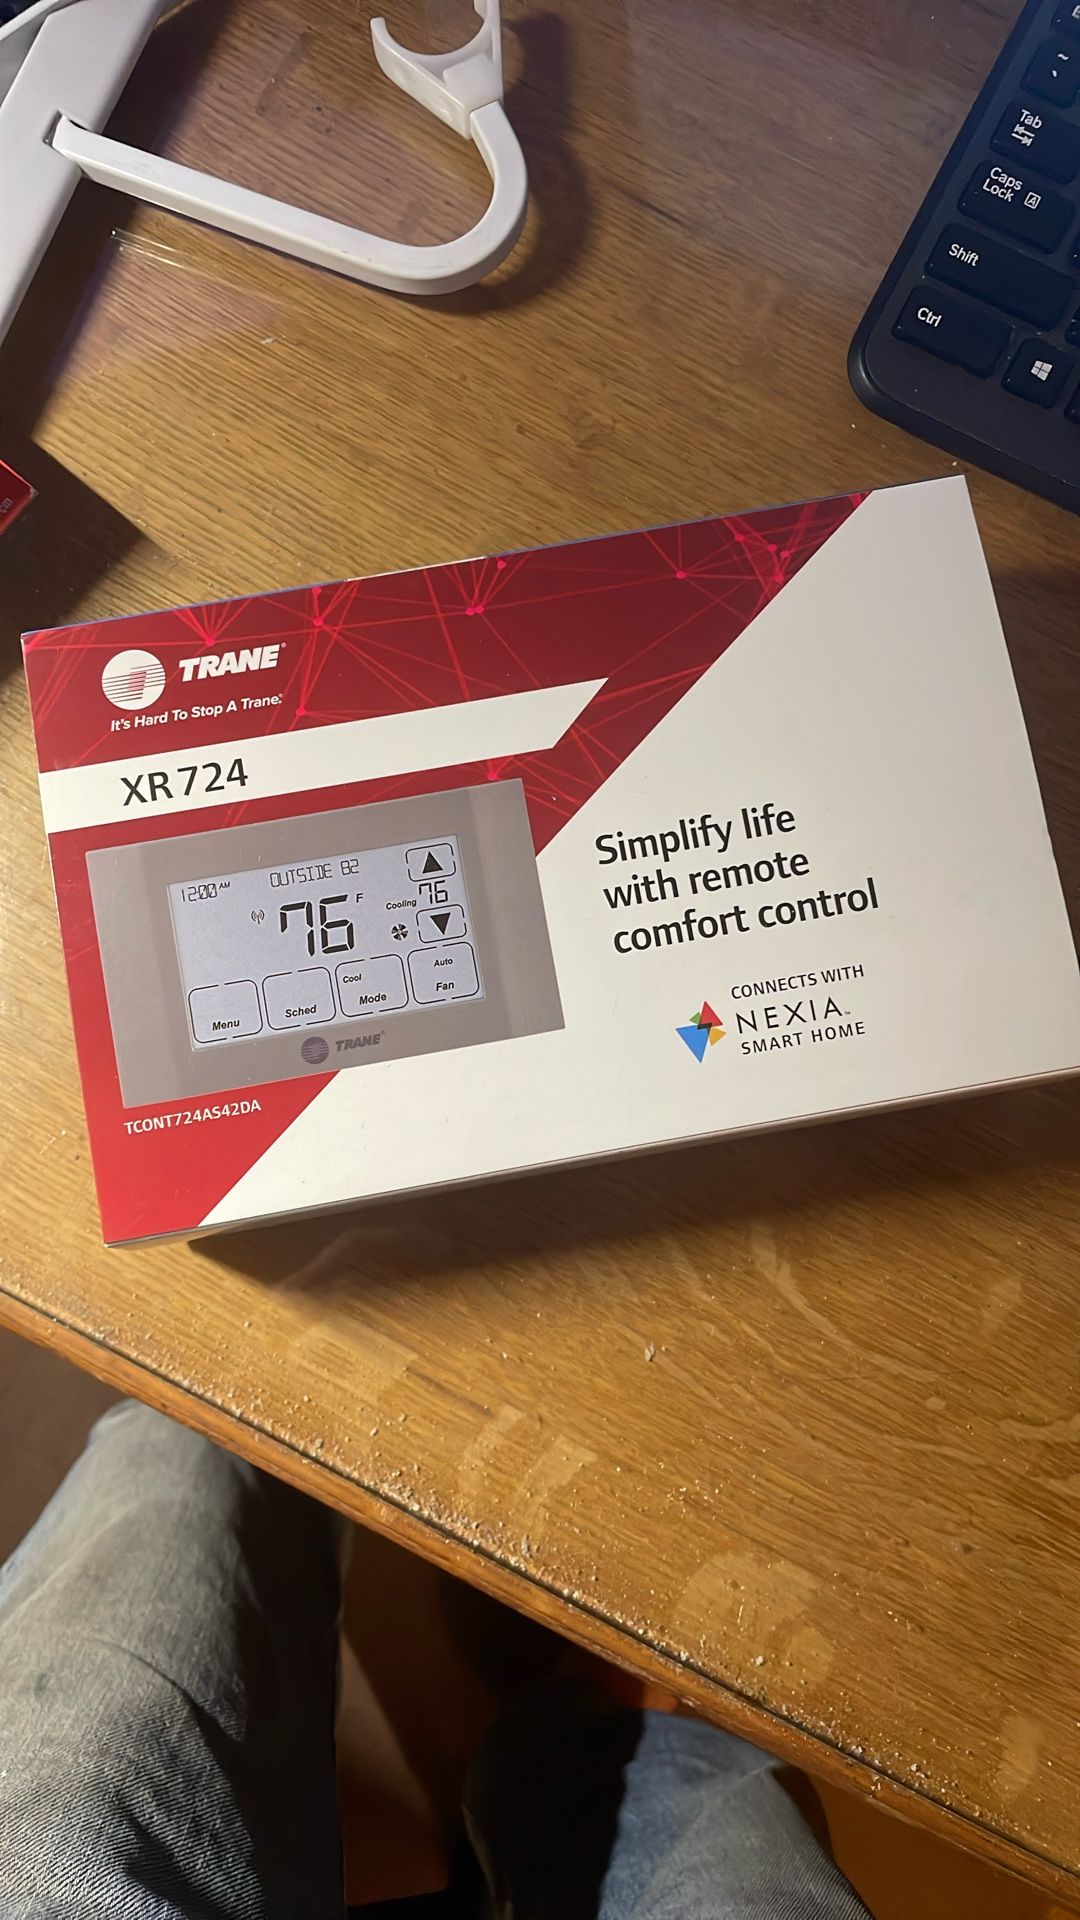 ~
`
Tab
Caps
Lock A
Shift
Ctrl
cm
TRANE®
It's Hard To Stop A Trane.®
XR724
12:00 AM
OUTSIDE 82
76 F
Cooling 76
Menu
Sched
Cool
Mode
Auto
Fan
TRANE®
TCONT724AS42DA
Simplify life
with remote
comfort control
CONNECTS WITH
NEXIA™
SMART HOME